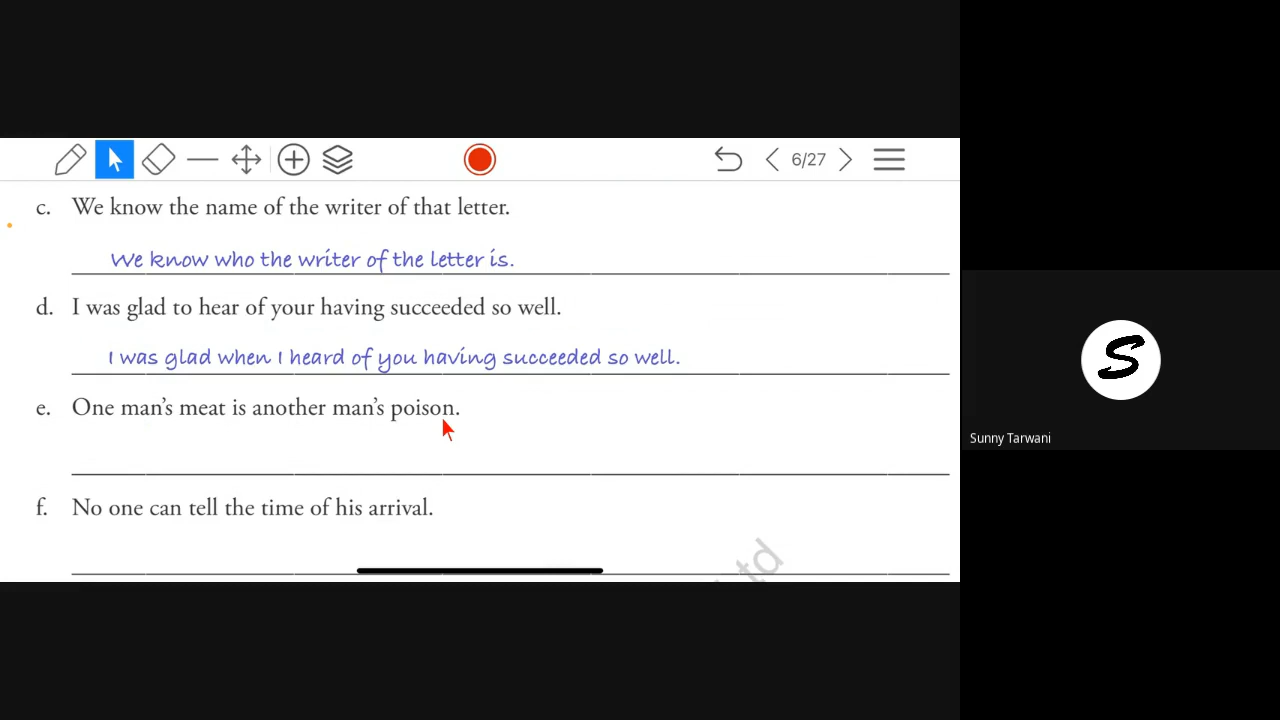 6/27
c. We know the name of the writer of that letter.
We know who the writer of the letter is.
d. I was glad to hear of your having succeeded so well.
I was glad when I heard of you having succeeded so well.
e. One man's meat is another man's poison.
f. No one can tell the time of his arrival.
td
S
Sunny Tarwani